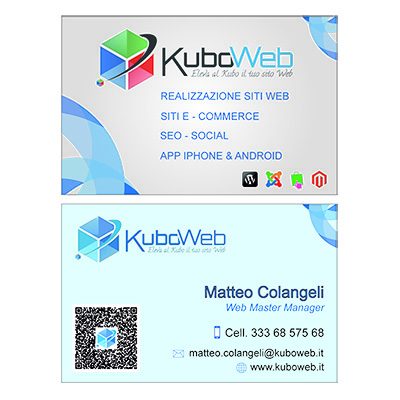 KuboWeb
Eleva al Kubo il tuo sito Web
REALIZZAZIONE SITI WEB
SITI E - COMMERCE
SEO - SOCIAL
APP IPHONE & ANDROID
KuboWeb
Eleva al Kubo il tuo sito Web
Matteo Colangeli
Web Master Manager
Cell. 333 68 575 68
matteo.colangeli@kuboweb.it
www.kuboweb.it